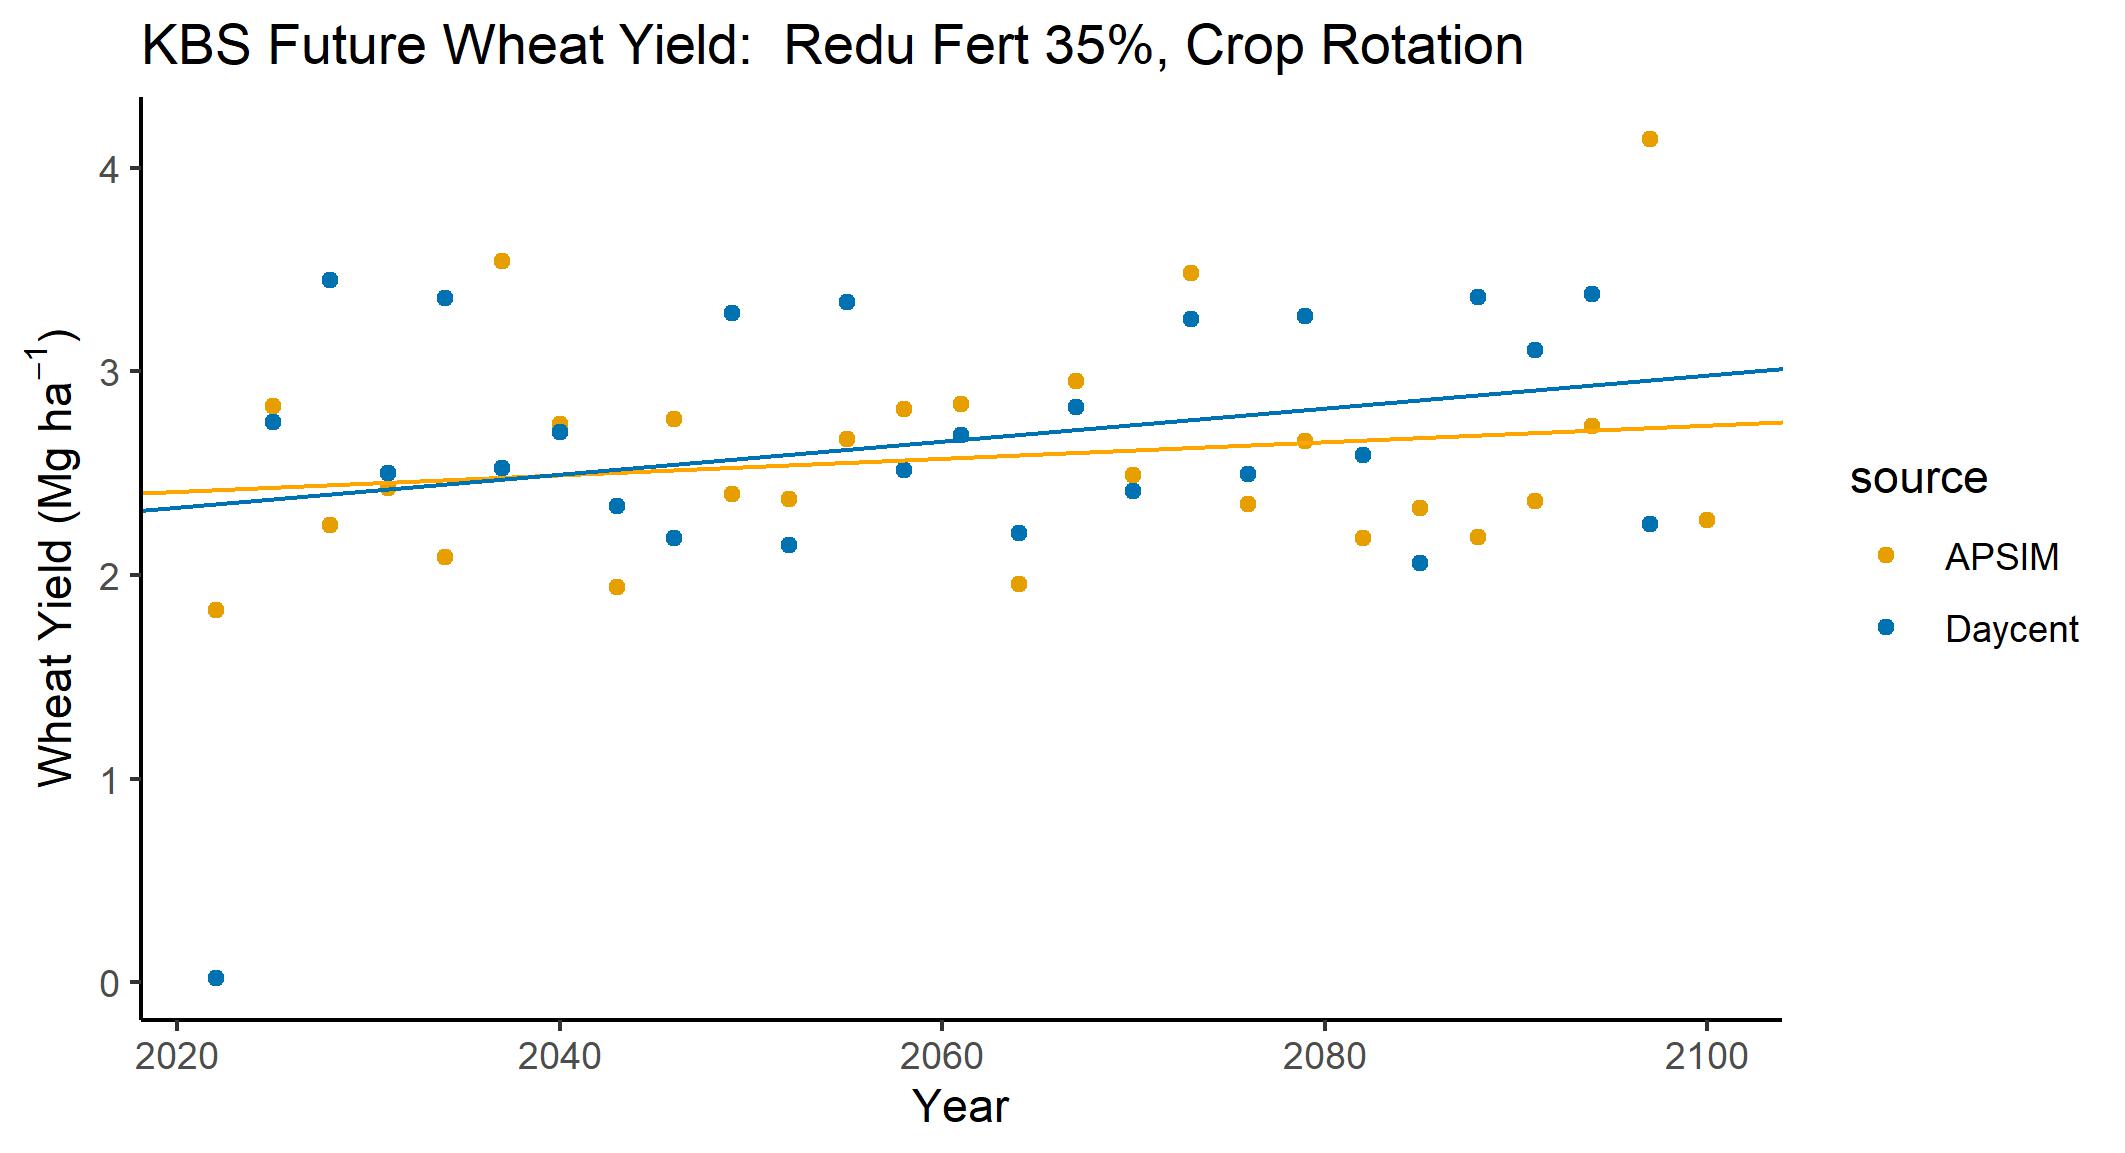 KBS Future Wheat Yield:  Redu Fert 35%, Crop Rotation
Wheat Yield (Mg ha⁻¹)
4
3
2
1
0
2020 2040 2060 2080 2100
Year
source
APSIM
Daycent